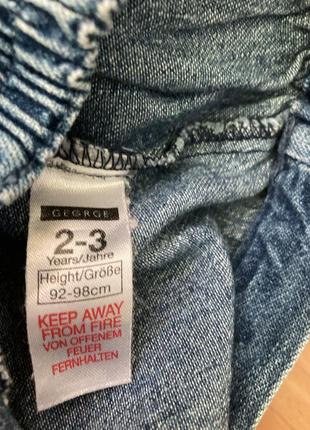 GEORGE
2-3
Years/Jahre
Height/Größe
92-98cm
KEEP AWAY
FROM FIRE
VON OFFENEM
FEUER
FERNHALTEN